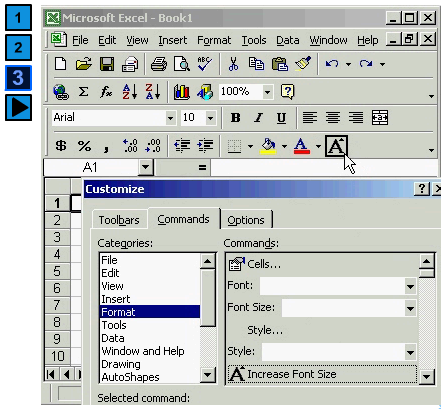 1
2
3
Microsoft Excel - Book1
File Edit View Insert Format Tools Data Window Help
ABC
Σ fx A Z Z A 100% ?
Arial 10 B I U
$ % , .0 .00 .00 .0 A A
A1 =
1
2
3
4
5
6
7
8
9
10
Customize ?
Toolbars Commands Options
Categories:
File
Edit
View
Insert
Format
Tools
Data
Window and Help
Drawing
AutoShapes
Commands:
Cells...
Font:
Font Size:
Style...
Style:
A Increase Font Size
Selected command: